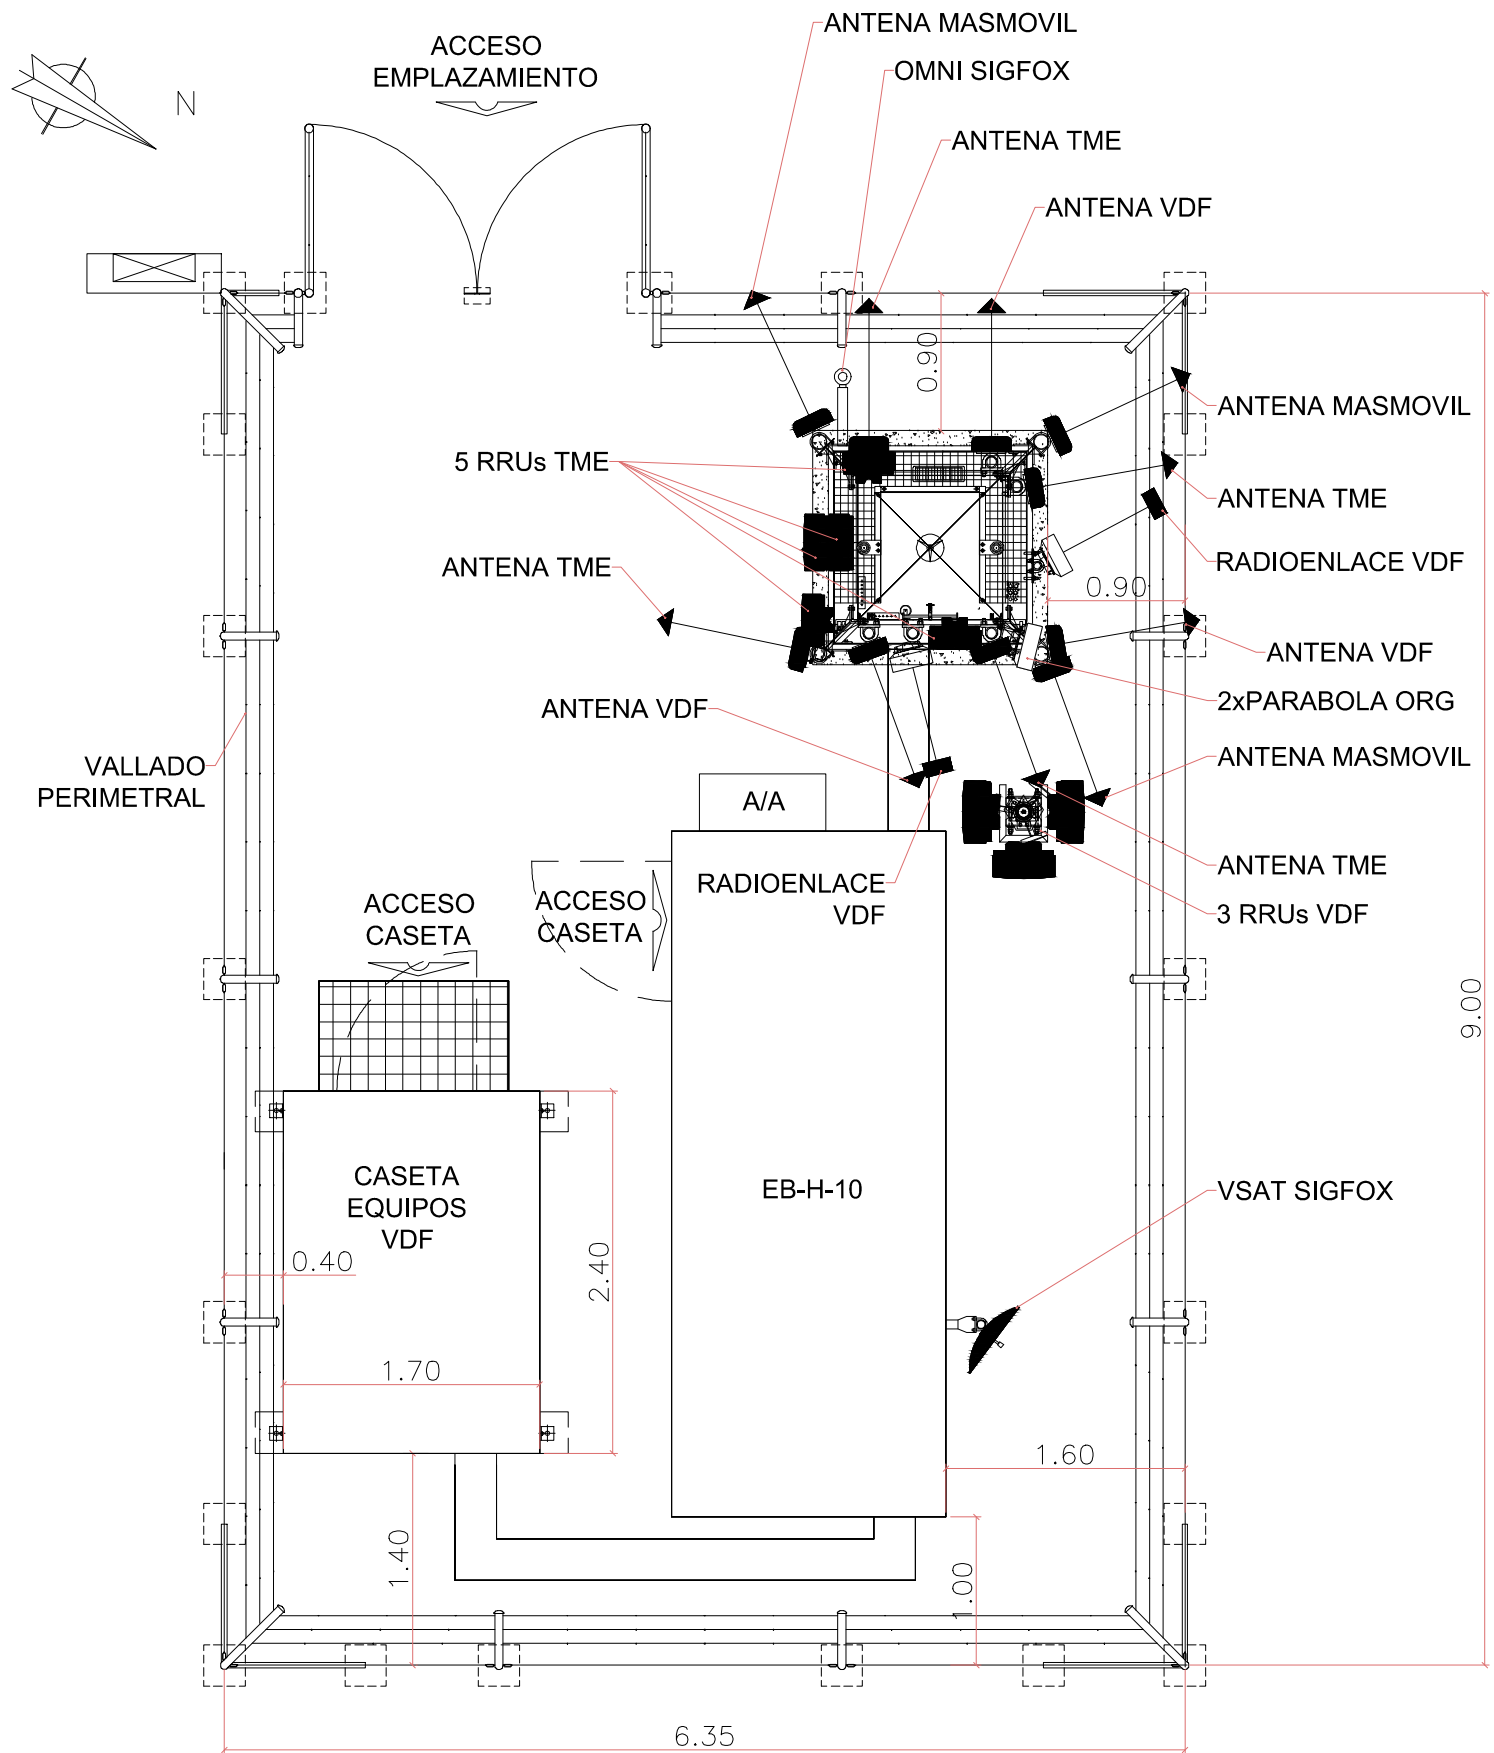 ANTENA MASMOVIL
ACCESO
EMPLAZAMIENTO
OMNI SIGFOX
N
ANTENA TME
ANTENA VDF
0.90
ANTENA MASMOVIL
5 RRUs TME
ANTENA TME
RADIOENLACE VDF
ANTENA TME
0.90
ANTENA VDF
2xPARABOLA ORG
ANTENA VDF
ANTENA MASMOVIL
VALLADO
PERIMETRAL
A/A
ANTENA TME
RADIOENLACE
VDF
3 RRUs VDF
ACCESO
CASETA
ACCESO
CASETA
9.00
CASETA
EQUIPOS
VDF
EB-H-10
VSAT SIGFOX
0.40
2.40
1.70
1.60
1.40
1.00
6.35